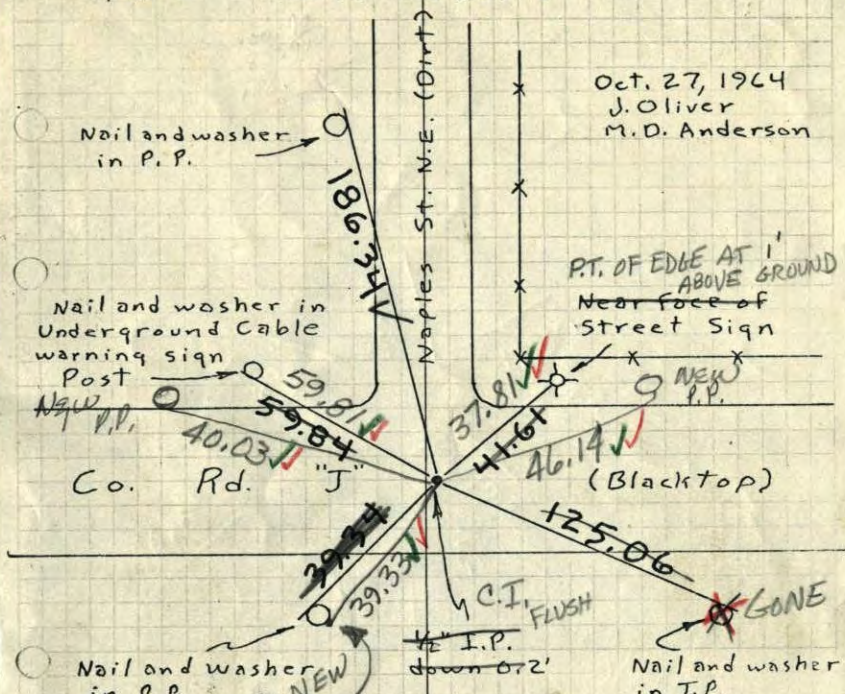 Oct. 27, 1964
J. Oliver
M.D. Anderson
Naples St. N.E. (Dirt)
Nail and washer
in P. P.
186.34
P.T. OF EDGE AT 1'
ABOVE GROUND
Near face of
Street Sign
Nail and washer in
Underground Cable
warning sign
Post
NEW
P.P.
59.81
59.84
40.03
37.81
41.61
46.14
NEW
P.P.
Co. Rd. "J"
(Blacktop)
39.34
39.33
125.06
C.I. FLUSH
1/2" I.P.
down 0.2'
GONE
Nail and washer
in P.P.
NEW
Nail and washer
in T.P.